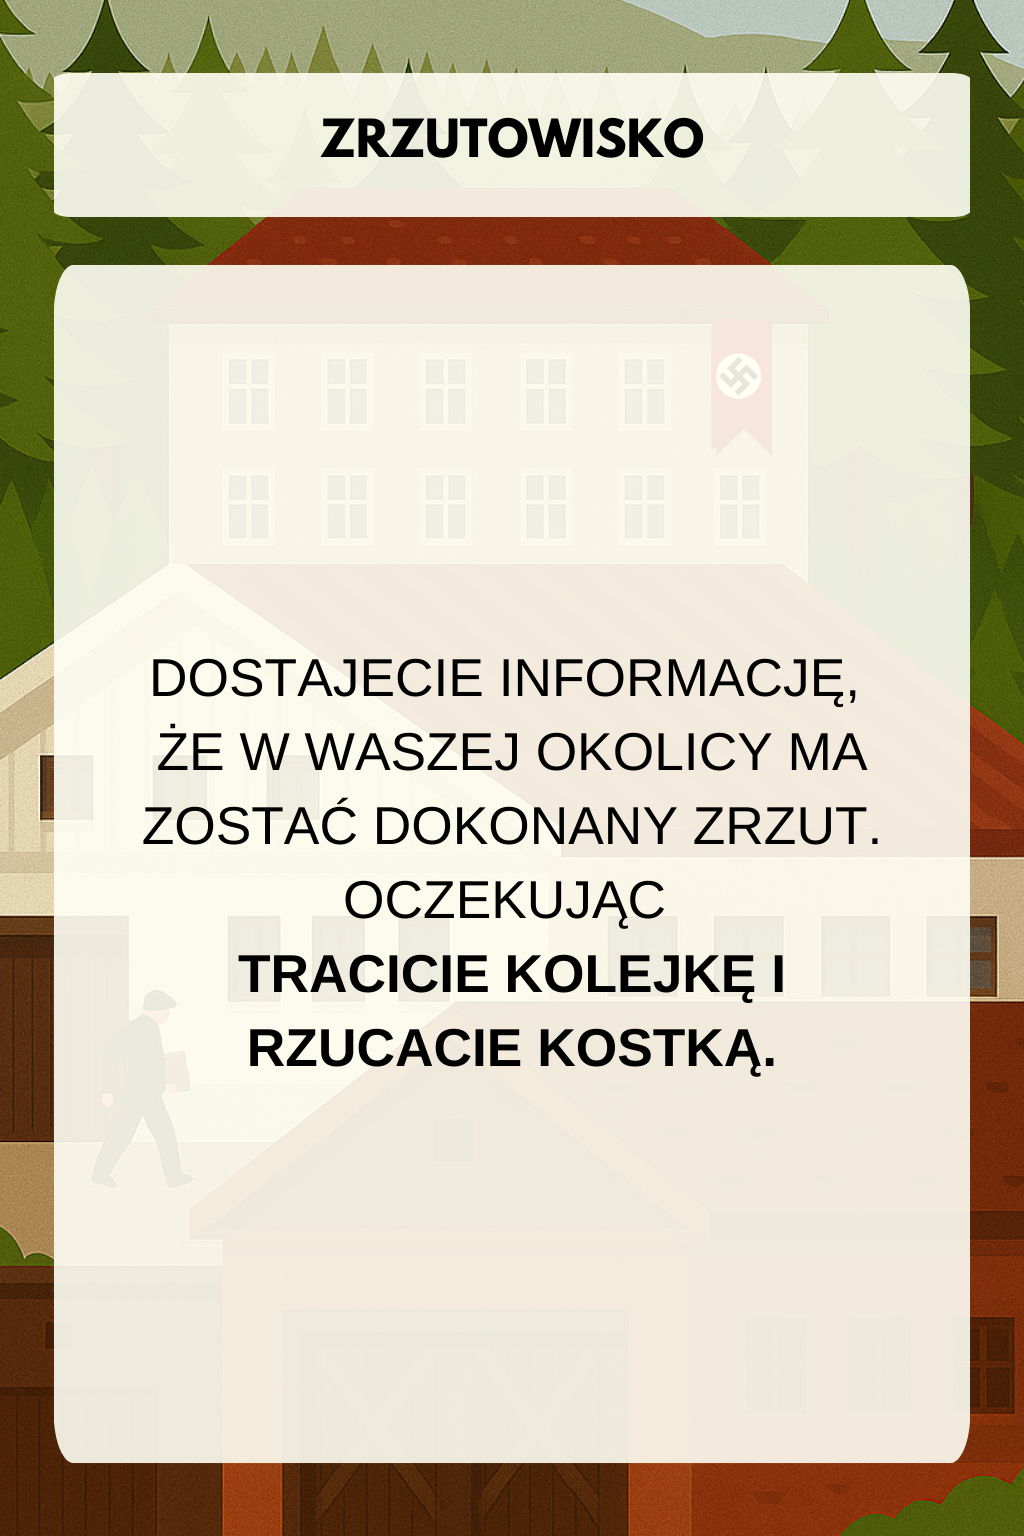 ZRZUTOWISKO
DOSTAJECIE INFORMACJĘ,
ŻE W WASZEJ OKOLICY MA
ZOSTAĆ DOKONANY ZRZUT.
OCZEKUJĄC
TRACICIE KOLEJKĘ I
RZUCACIE KOSTKĄ.